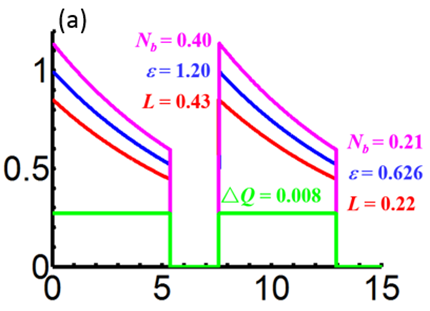 (a)
N_b = 0.40
ε = 1.20
L = 0.43
N_b = 0.21
ε = 0.626
L = 0.22
△Q = 0.008
1
0.5
0
0 5 10 15